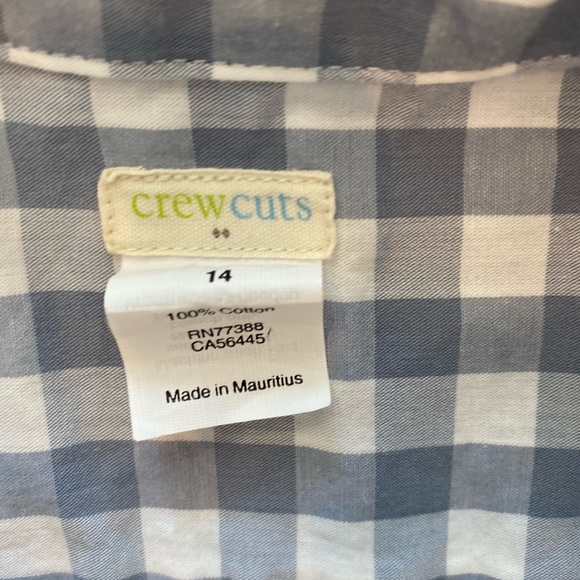 crewcuts
14
100% Cotton
RN77388
CA56445
Made in Mauritius